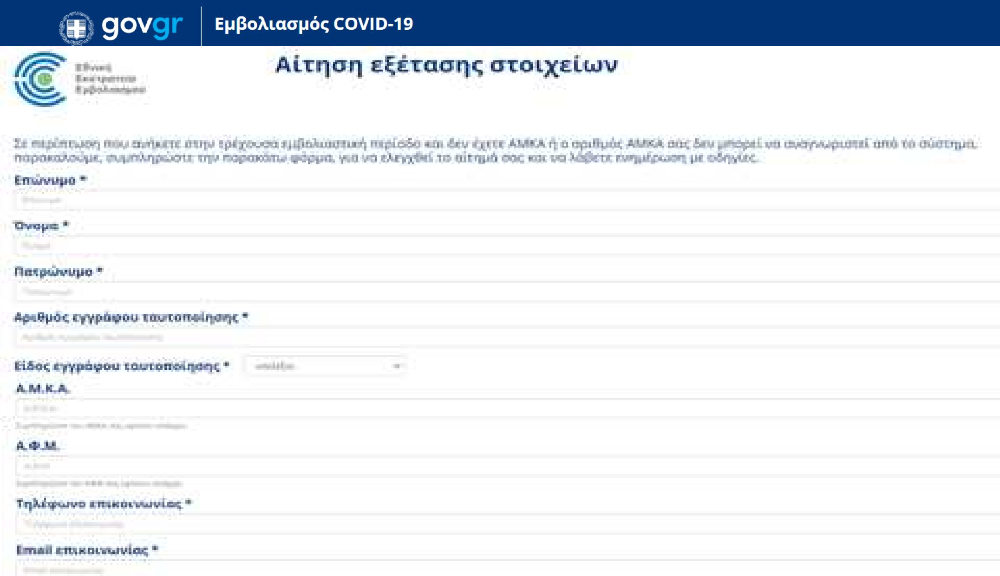 govgr
Εμβολιασμός COVID-19
Αίτηση εξέτασης στοιχείων
Εθνική
Εκστρατεία
Εμβολιασμού
Σε περίπτωση που ανήκετε στην τρέχουσα εμβολιαστική περίοδο και δεν έχετε ΑΜΚΑ ή ο αριθμός ΑΜΚΑ σας δεν μπορεί να αναγνωριστεί από το σύστημα,
παρακαλούμε, συμπληρώστε την παρακάτω φόρμα, για να ελεγχθεί το αίτημά σας και να λάβετε ενημέρωση με οδηγίες.
Επώνυμο *
Επώνυμο
Όνομα *
Όνομα
Πατρώνυμο *
Πατρώνυμο
Αριθμός εγγράφου ταυτοποίησης *
Αριθμός εγγράφου ταυτοποίησης
Είδος εγγράφου ταυτοποίησης *
Α.Μ.Κ.Α.
Α.Μ.Κ.Α.
Α.Φ.Μ.
Α.Φ.Μ.
Τηλέφωνο επικοινωνίας *
Τηλέφωνο επικοινωνίας
Email επικοινωνίας *
Email επικοινωνίας